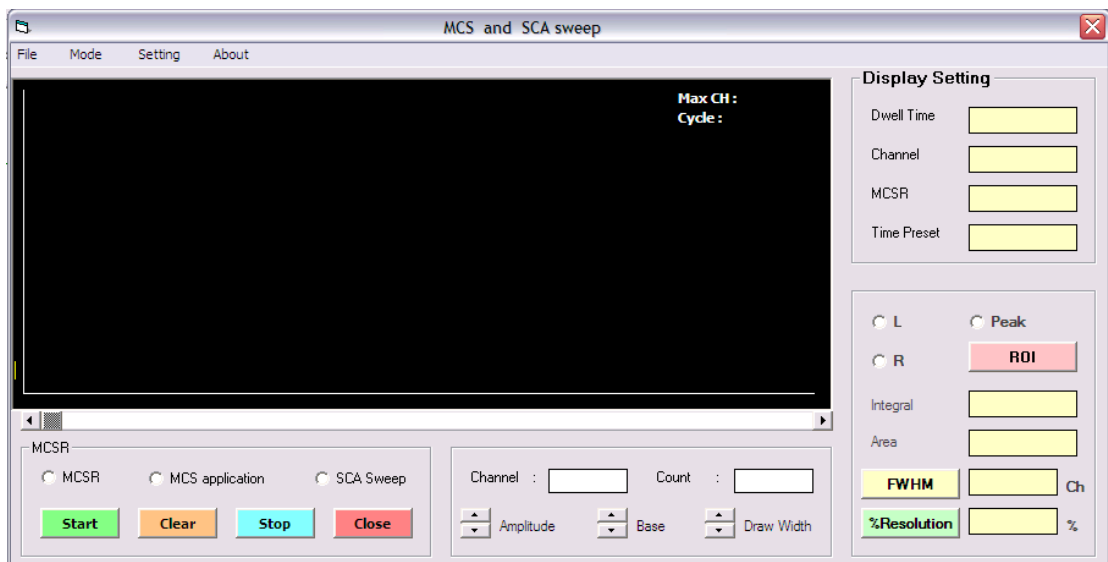 MCS and SCA sweep
File Mode Setting About
Max CH :
Cycle :
Display Setting
Dwell Time
Channel
MCSR
Time Preset
L Peak
R ROI
Integral
Area
FWHM Ch
%Resolution %
MCSR
MCSR MCS application SCA Sweep
Start Clear Stop Close
Channel : Count :
Amplitude Base Draw Width